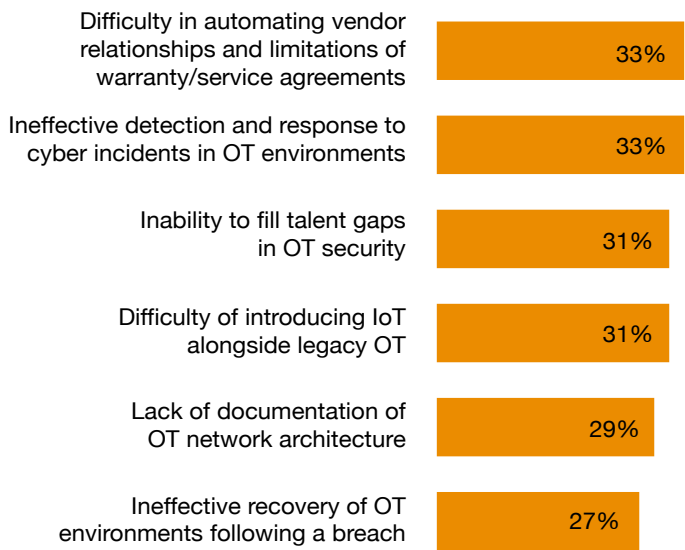 Difficulty in automating vendor
relationships and limitations of
warranty/service agreements
33%
Ineffective detection and response to
cyber incidents in OT environments
33%
Inability to fill talent gaps
in OT security
31%
Difficulty of introducing IoT
alongside legacy OT
31%
Lack of documentation of
OT network architecture
29%
Ineffective recovery of OT
environments following a breach
27%